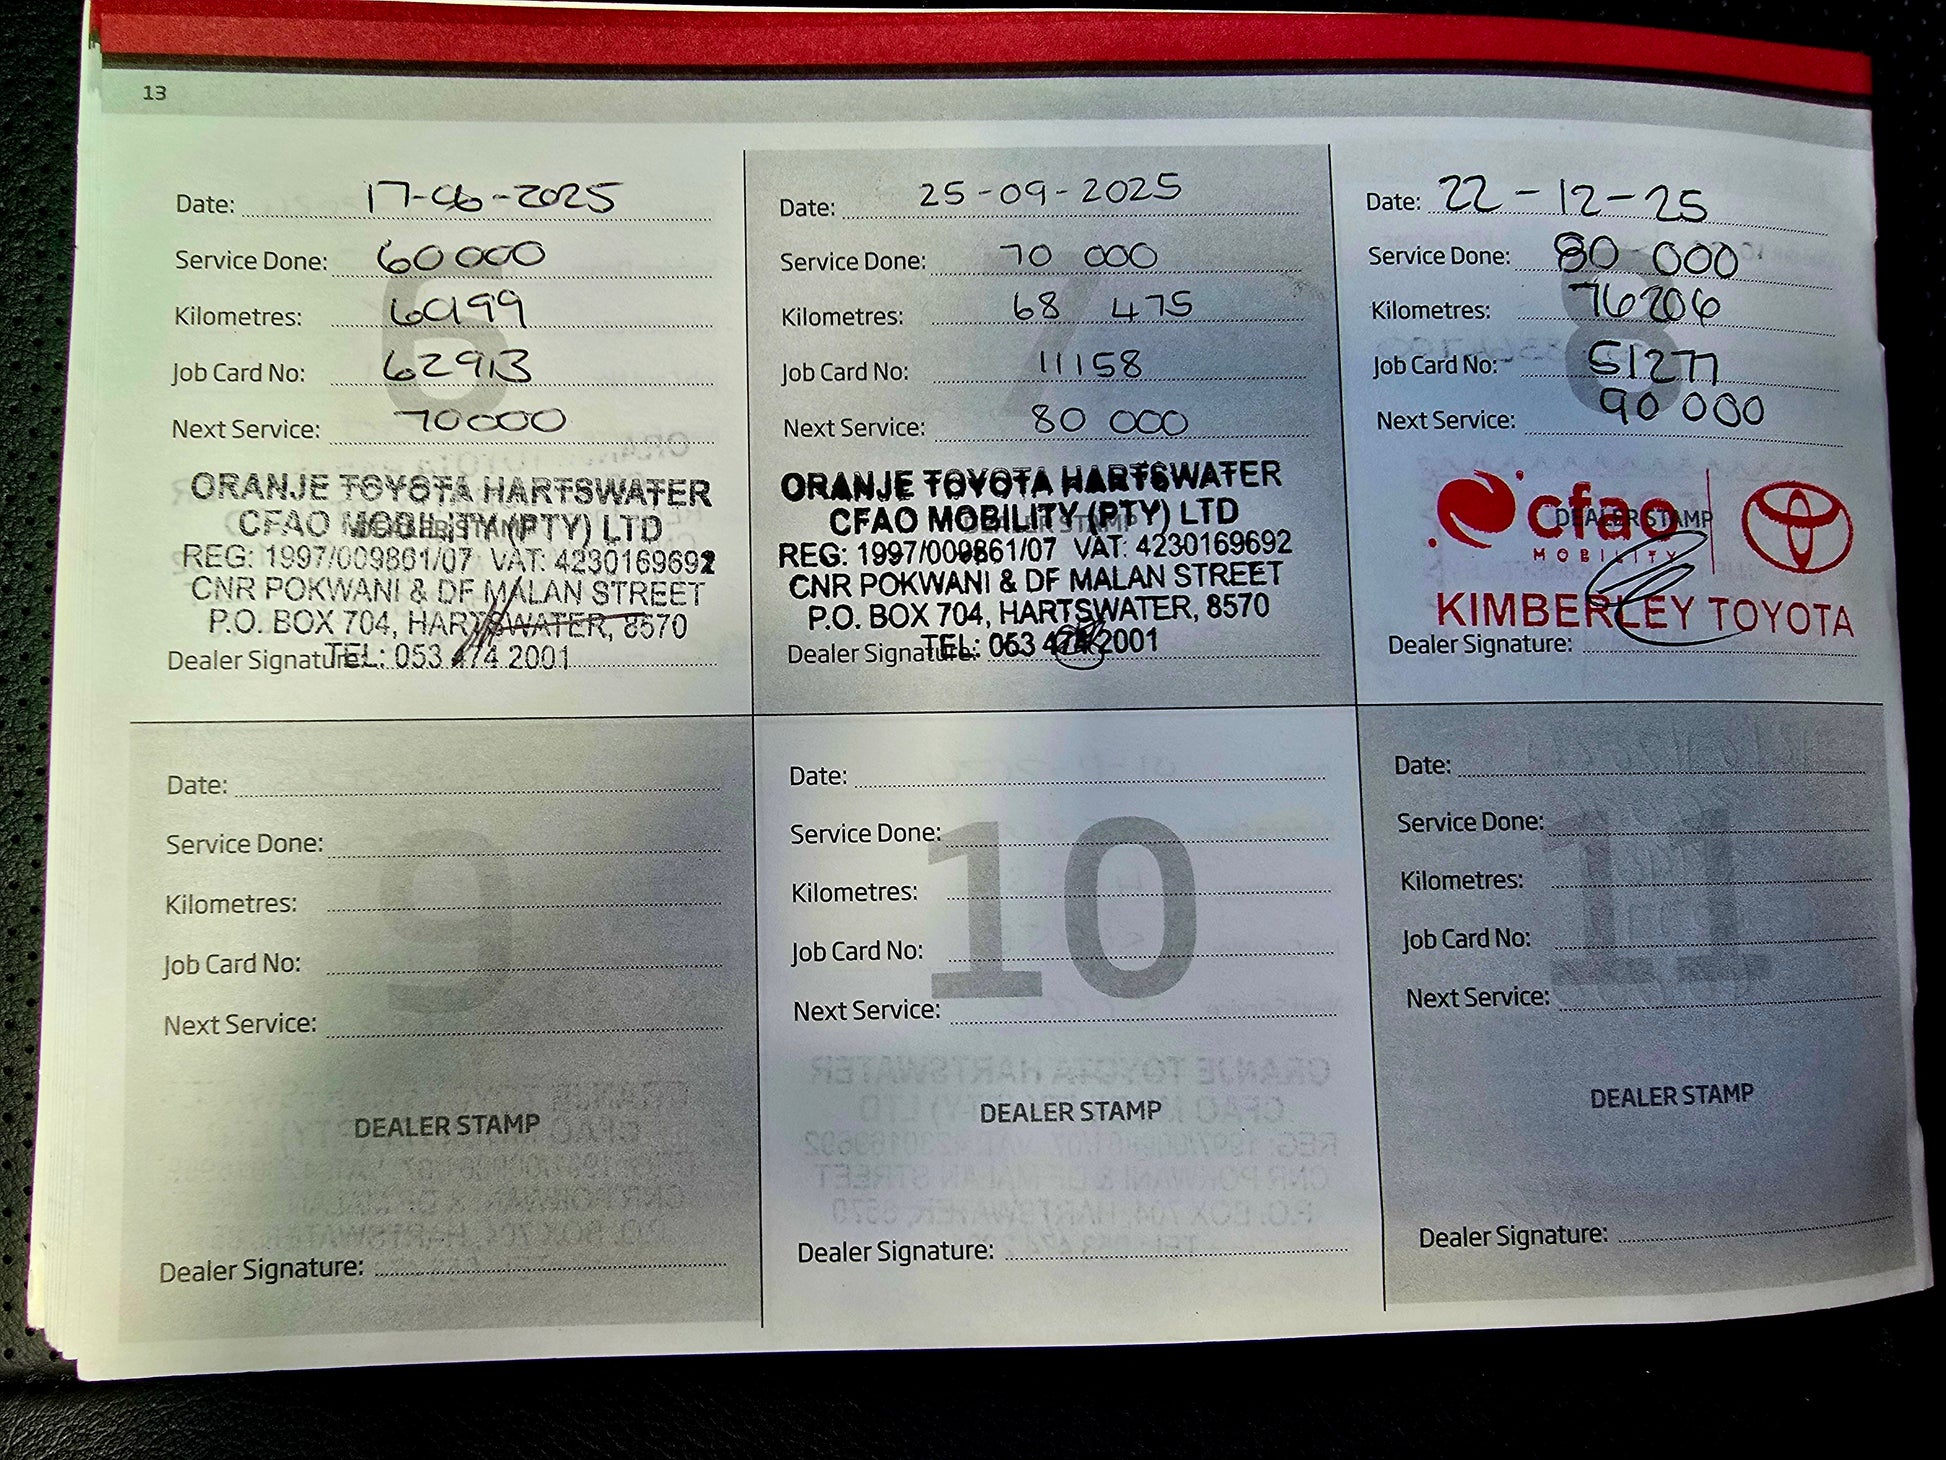 13
Date: 17-06-2025
Service Done: 60000
Kilometres:
Job Card No: 62913
Next Service: 70000
ORANJE TOYOTA HARTSWATER
CFAO MOBILITY (PTY) LTD
REG: 1997/009861/07 VAT: 4230169692
CNR POKWANI & DF MALAN STREET
P.O. BOX 704, HARTSWATER, 8570
TEL: 053 474 2001
Dealer Signature:
Date: 25-09-2025
Service Done: 70 000
Kilometres: 68 475
Job Card No: 11158
Next Service: 80 000
ORANJE TOYOTA HARTSWATER
CFAO MOBILITY (PTY) LTD
DEALER STAMP
REG: 1997/009861/07 VAT: 4230169692
CNR POKWANI & DF MALAN STREET
P.O. BOX 704, HARTSWATER, 8570
TEL: 053 474 2001
Dealer Signature:
Date: 22-12-25
Service Done: 80 000
Kilometres: 76206
Job Card No: 51277
Next Service: 90 000
8
cfao
DEALER STAMP
MOBILITY
KIMBERLEY TOYOTA
Dealer Signature:
Date:
Service Done:
9
Kilometres:
Job Card No:
Next Service:
DEALER STAMP
Dealer Signature:
Date:
Service Done:
10
Kilometres:
Job Card No:
Next Service:
DEALER STAMP
Dealer Signature:
Date:
Service Done:
11
Kilometres:
Job Card No:
Next Service:
DEALER STAMP
Dealer Signature: